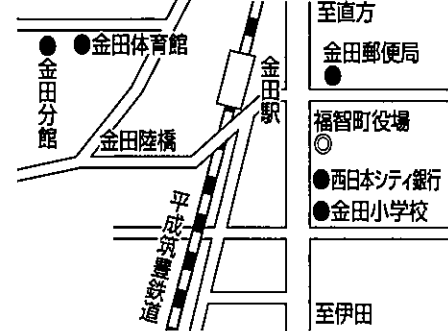 至直方
金田体育館
金田郵便局
金田分館
金田駅
福智町役場
金田陸橋
西日本シティ銀行
金田小学校
平成筑豊鉄道
至伊田